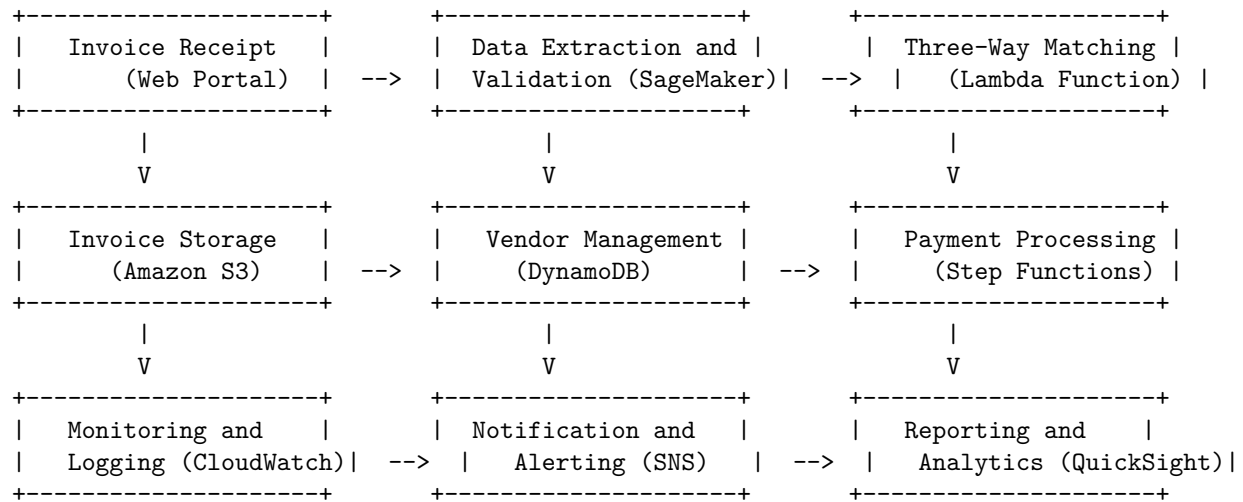 +---------------------+       +--------------------+       +--------------------+
|   Invoice Receipt   |       |  Data Extraction and |       |  Three-Way Matching |
|       (Web Portal)  |  -->  |  Validation (SageMaker)|  -->  |   (Lambda Function) |
+---------------------+       +--------------------+       +--------------------+
         |                           |                           |
         V                           V                           V
+---------------------+       +--------------------+       +--------------------+
|   Invoice Storage   |       |   Vendor Management |       |   Payment Processing |
|      (Amazon S3)    |  -->  |     (DynamoDB)      |  -->  |     (Step Functions) |
+---------------------+       +--------------------+       +--------------------+
         |                           |                           |
         V                           V                           V
+---------------------+       +--------------------+       +--------------------+
|   Monitoring and    |       |  Notification and   |       |   Reporting and    |
|   Logging (CloudWatch)|  -->  |   Alerting (SNS)   |  -->  |   Analytics (QuickSight)|
+---------------------+       +--------------------+       +--------------------+